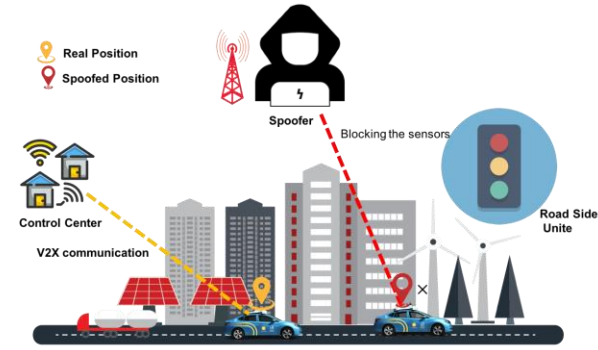 Real Position
Spoofed Position
Spoofer
Blocking the sensors
Control Center
Road Side
Unite
V2X communication